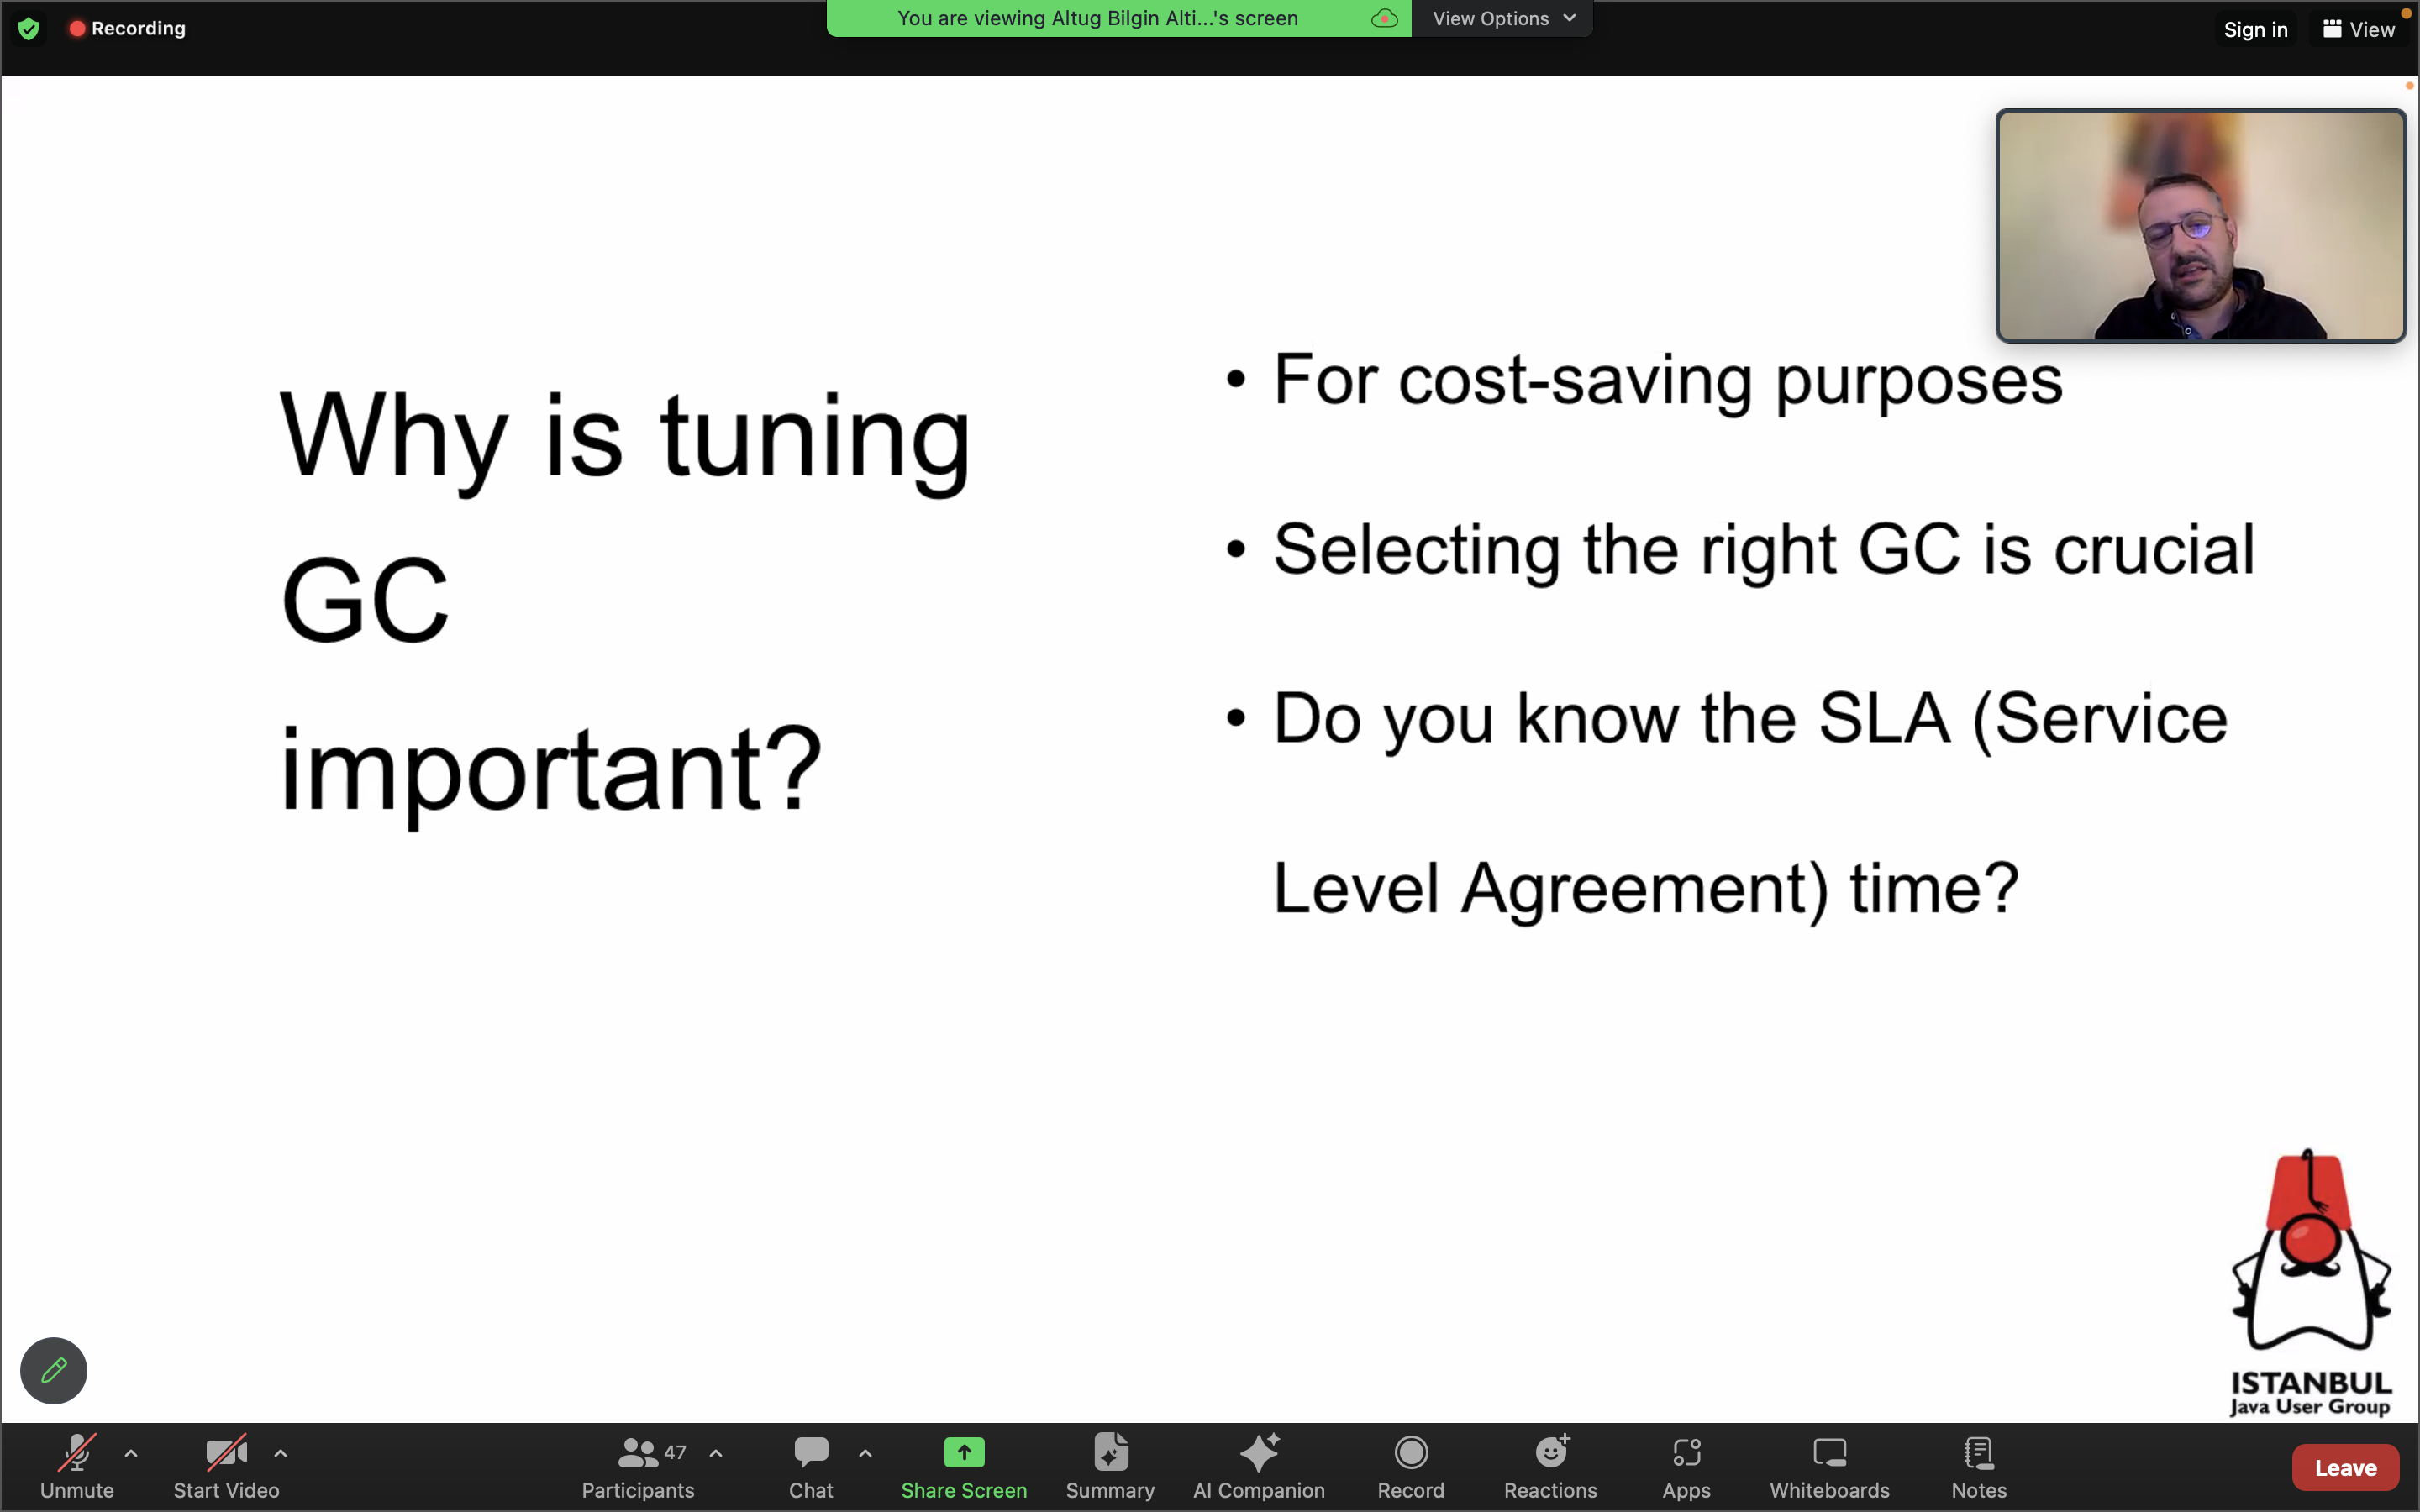 Recording
You are viewing Altug Bilgin Alti...'s screen
View Options
Sign in
View
Why is tuning
GC
important?
• For cost-saving purposes
• Selecting the right GC is crucial
• Do you know the SLA (Service
Level Agreement) time?
ISTANBUL
Java User Group
Unmute
Start Video
47
Participants
Chat
Share Screen
Summary
AI Companion
Record
Reactions
Apps
Whiteboards
Notes
Leave